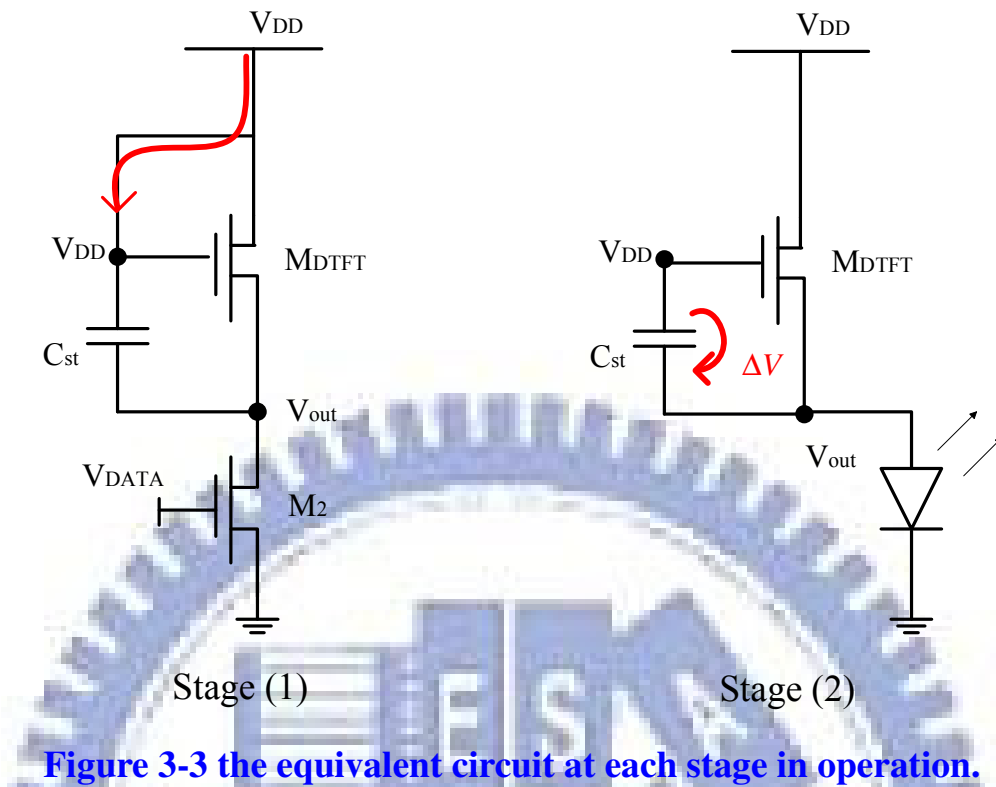 VDD
VDD
MDTFT
Cst
Vout
VDATA
M2
Stage (1)
VDD
VDD
MDTFT
Cst
ΔV
Vout
Stage (2)
ESA
Figure 3-3 the equivalent circuit at each stage in operation.